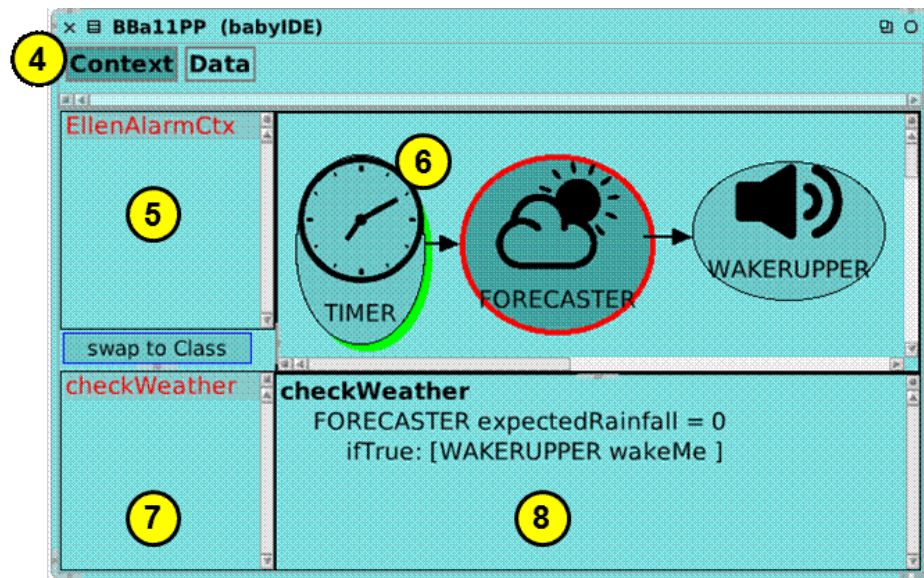 BBa11PP (babyIDE)
4
Context Data
EllenAlarmCtx
5
6
TIMER
FORECASTER
WAKERUPPER
swap to Class
checkWeather
7
checkWeather
FORECASTER expectedRainfall = 0
ifTrue: [WAKERUPPER wakeMe ]
8